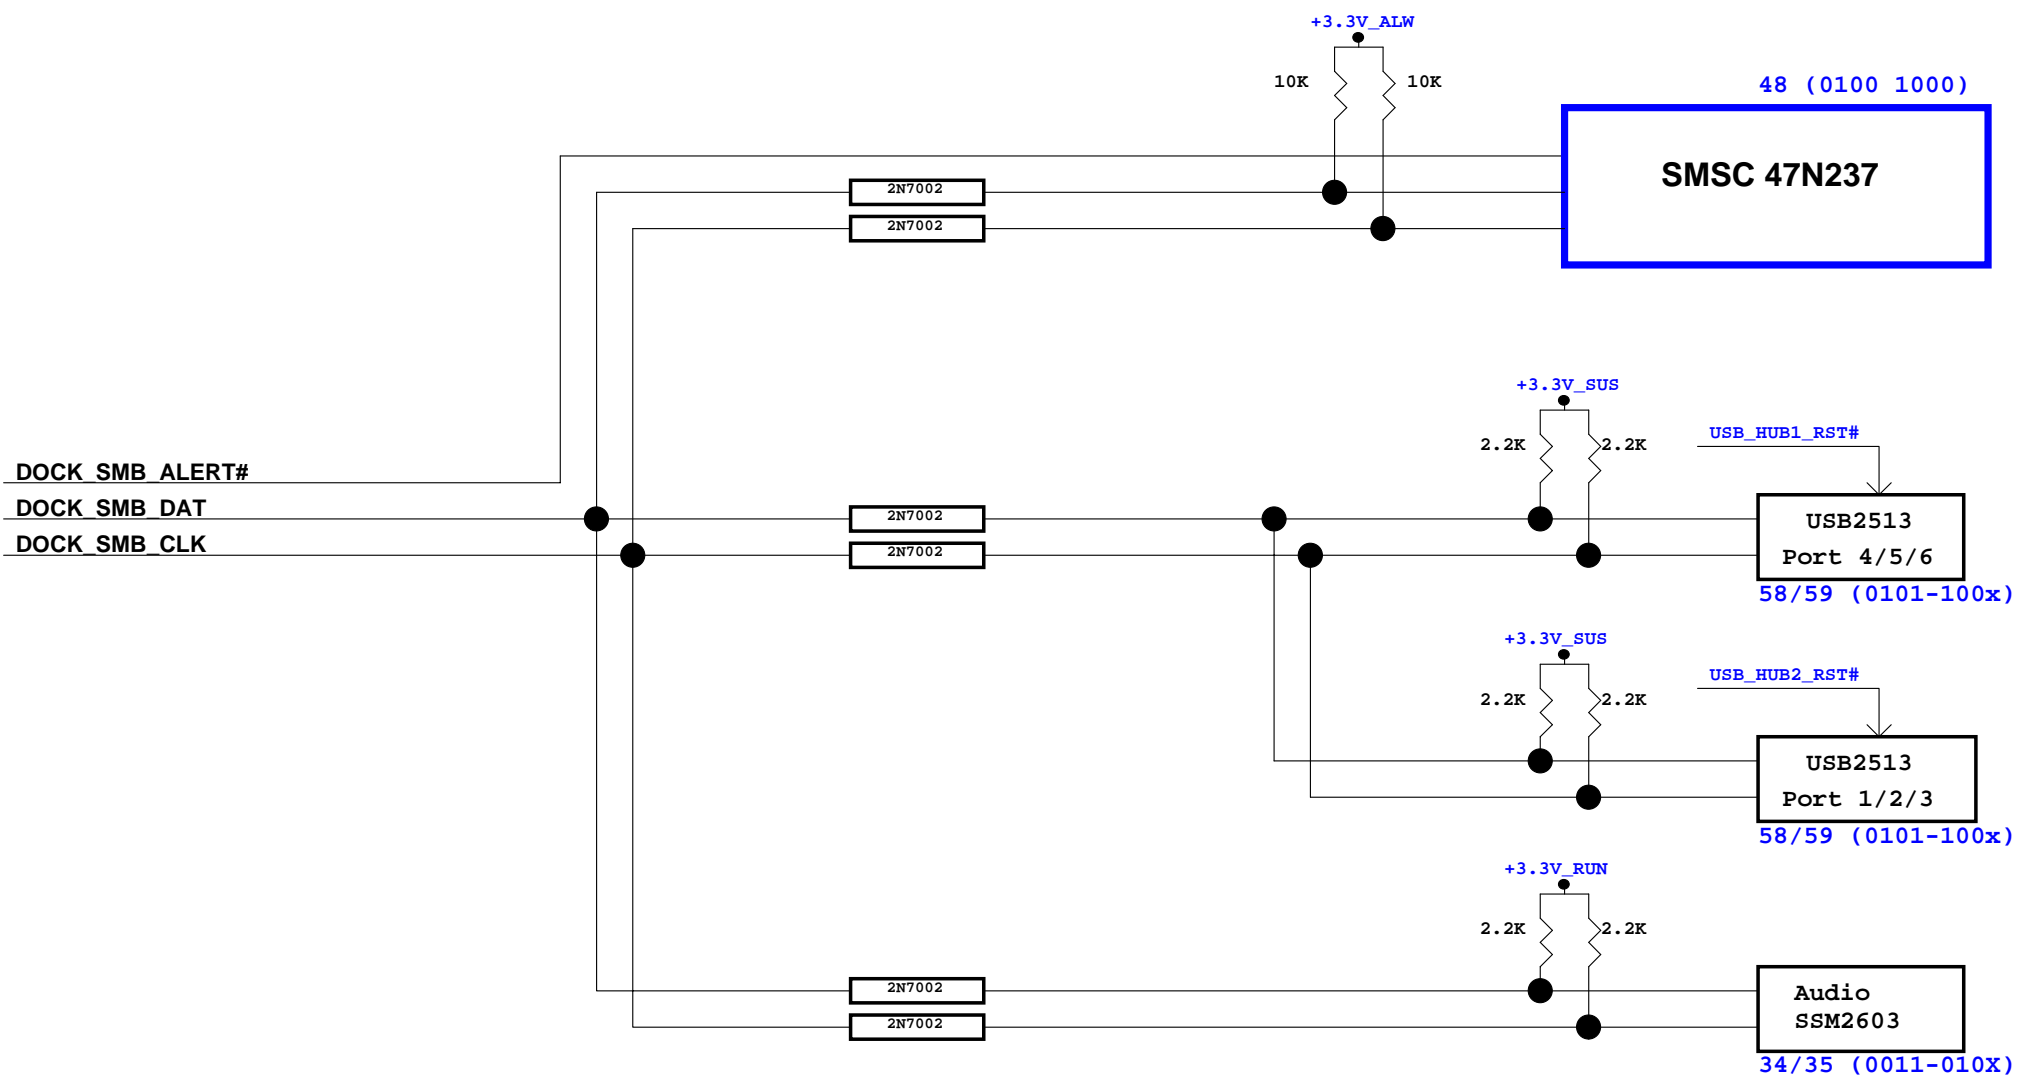 +3.3V_ALW
10K
10K
48 (0100 1000)
SMSC 47N237
2N7002
2N7002
+3.3V_SUS
2.2K
2.2K
USB_HUB1_RST#
DOCK_SMB_ALERT#
DOCK_SMB_DAT
DOCK_SMB_CLK
2N7002
2N7002
USB2513
Port 4/5/6
58/59 (0101-100x)
+3.3V_SUS
2.2K
2.2K
USB_HUB2_RST#
USB2513
Port 1/2/3
58/59 (0101-100x)
+3.3V_RUN
2.2K
2.2K
2N7002
2N7002
Audio
SSM2603
34/35 (0011-010X)